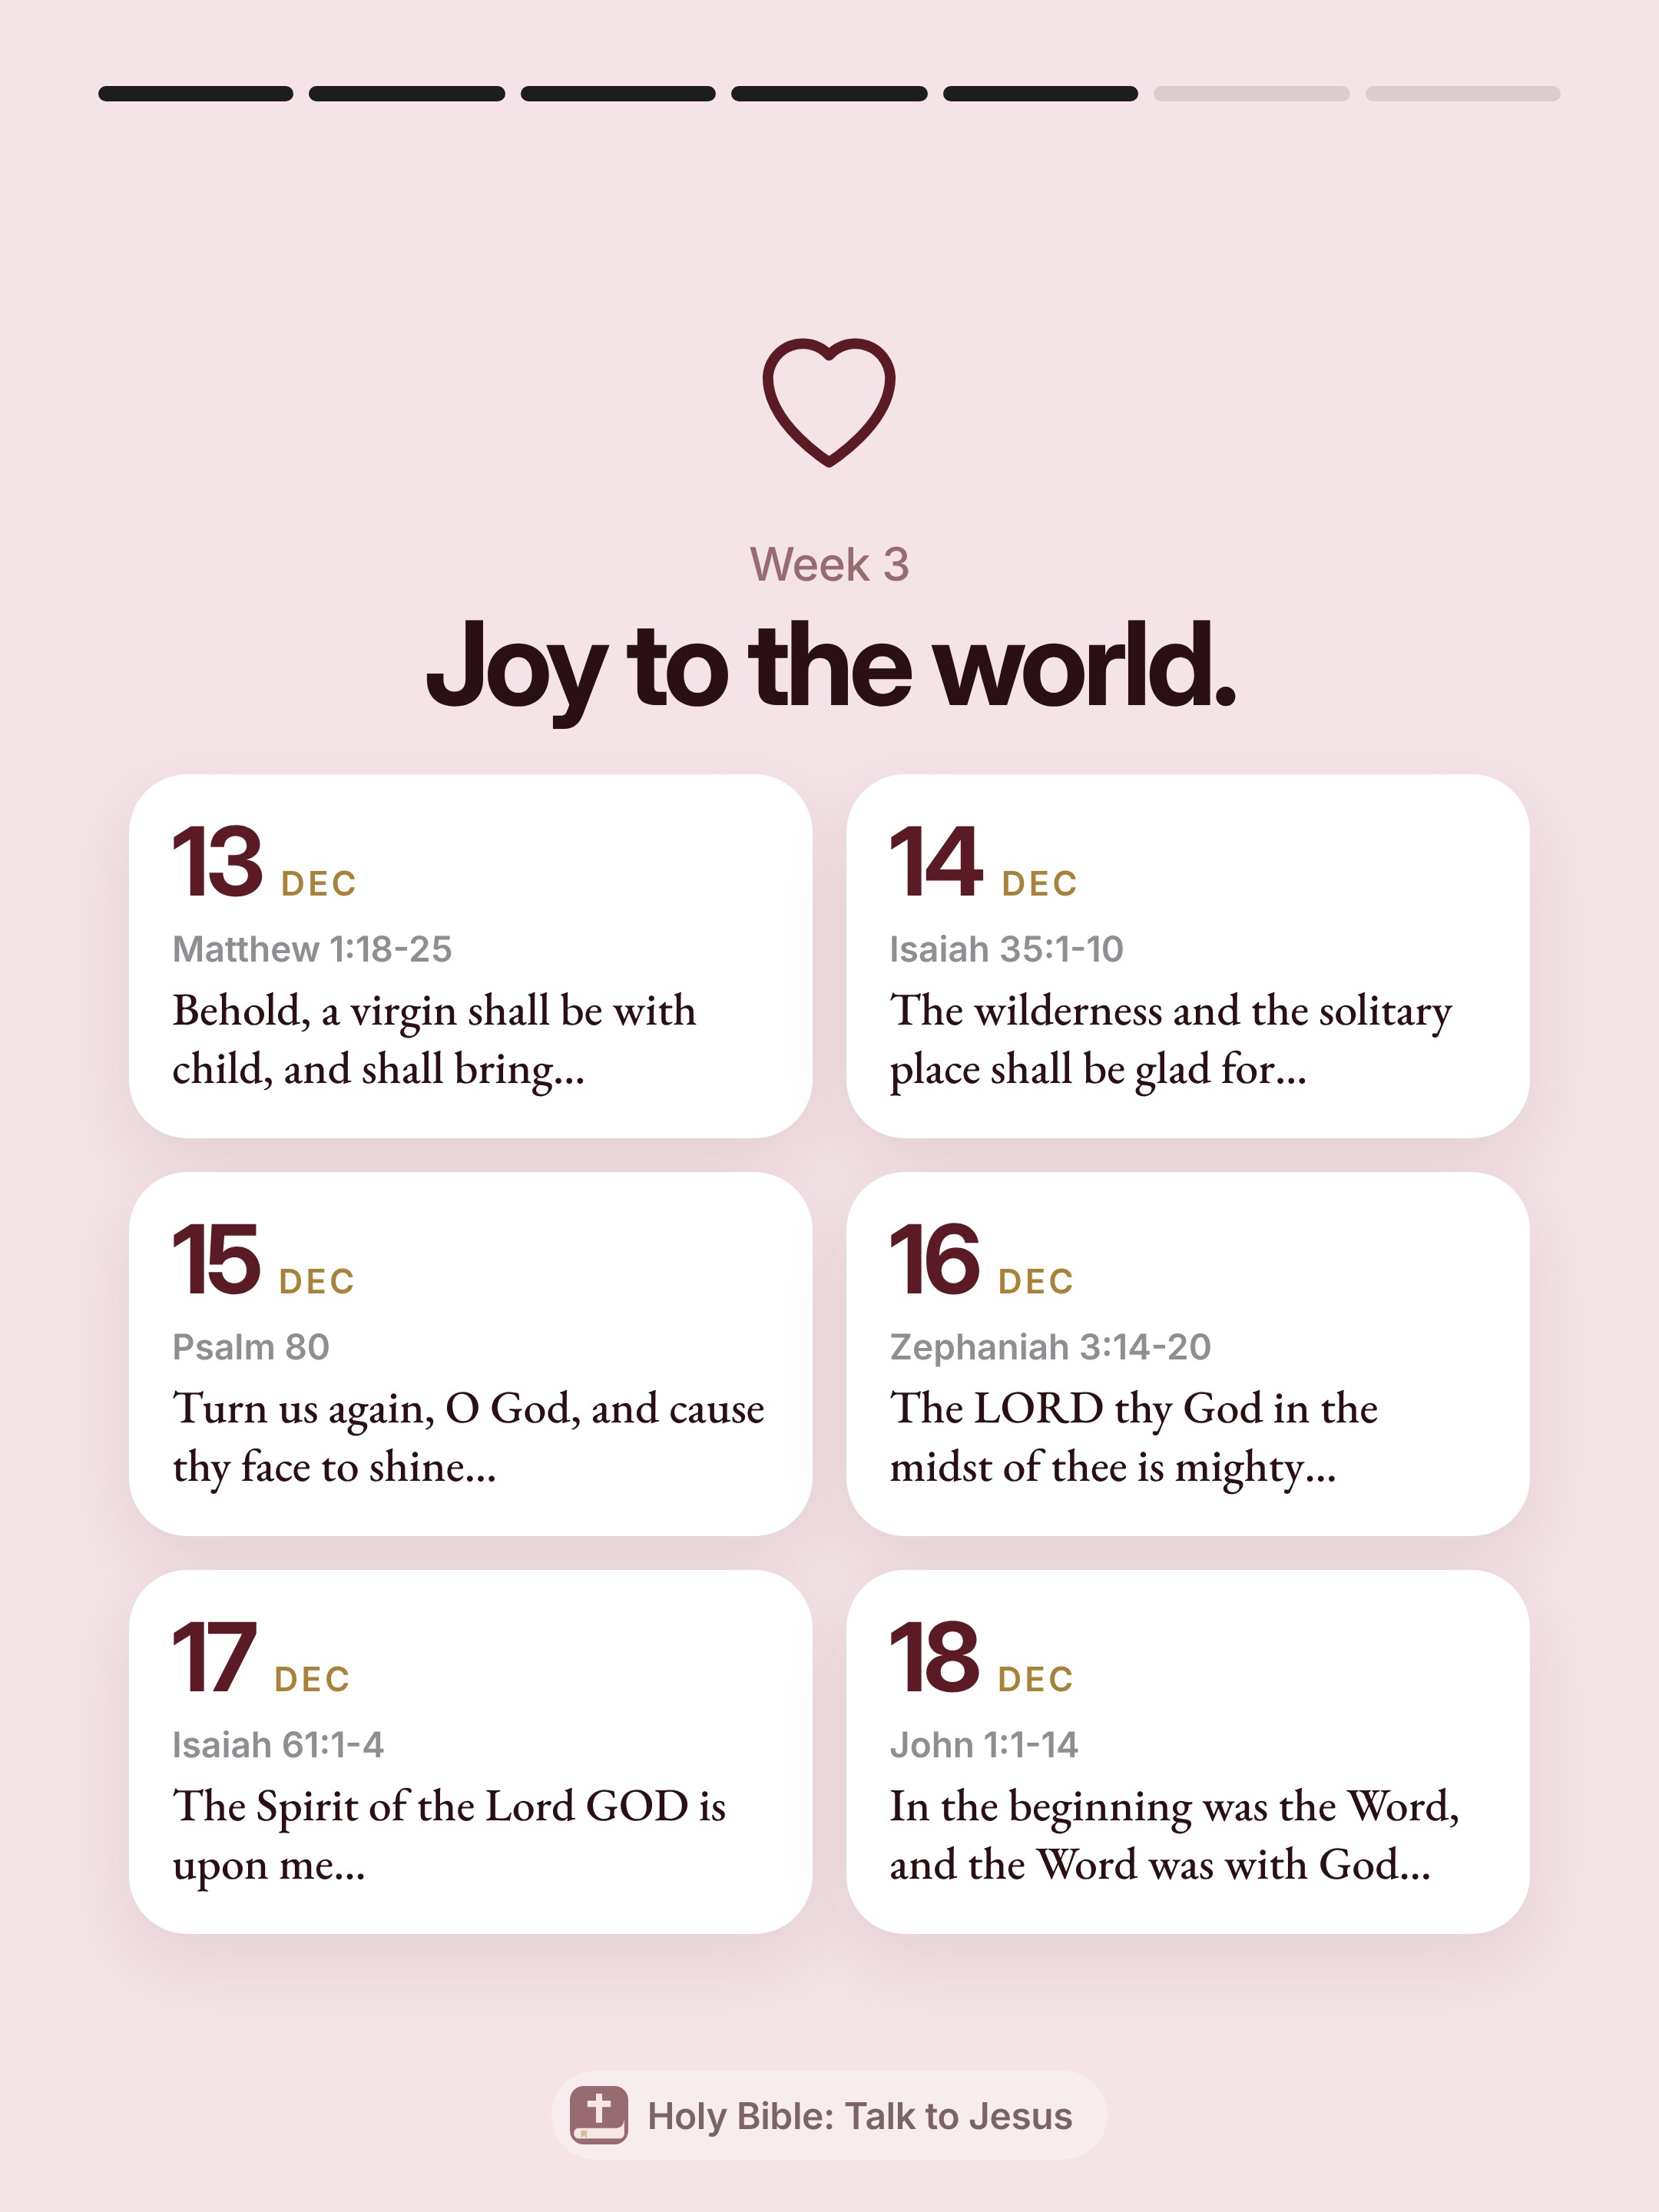 Week 3
Joy to the world.
13 DEC
Matthew 1:18-25
Behold, a virgin shall be with
child, and shall bring...
14 DEC
Isaiah 35:1-10
The wilderness and the solitary
place shall be glad for...
15 DEC
Psalm 80
Turn us again, O God, and cause
thy face to shine...
16 DEC
Zephaniah 3:14-20
The LORD thy God in the
midst of thee is mighty...
17 DEC
Isaiah 61:1-4
The Spirit of the Lord GOD is
upon me...
18 DEC
John 1:1-14
In the beginning was the Word,
and the Word was with God...
Holy Bible: Talk to Jesus